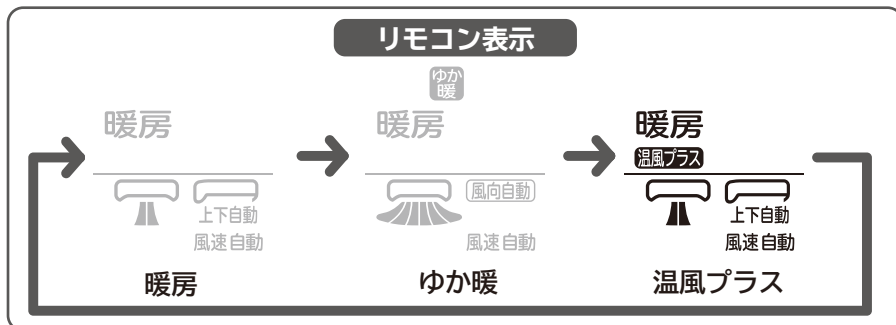 リモコン表示
ゆか
暖
暖房
暖房
暖房
温風プラス
風向自動
上下自動
上下自動
風速自動
風速自動
風速自動
暖房
ゆか暖
温風プラス